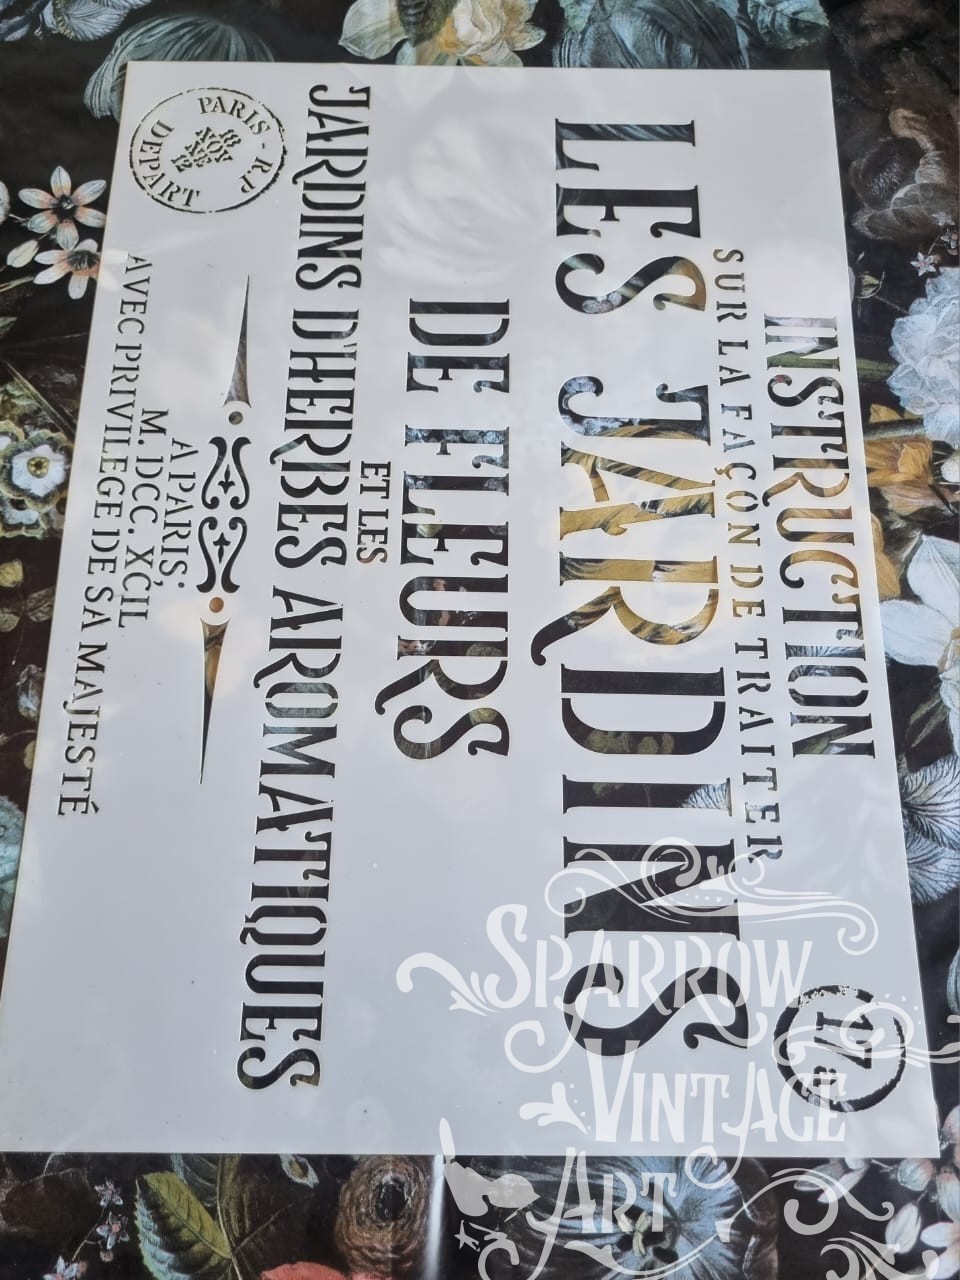 INSTRUCTION
SUR LA FAÇON DE TRAITER
LES JARDINS
DE FLEURS
ET LES
JARDINS D'HERBES AROMATIQUES
A PARIS;
M. DCC. XCII.
AVEC PRIVILEGE DE SA MAJESTÉ
PARIS - R.P
DEPART
SPARROW
VINTAGE
ART